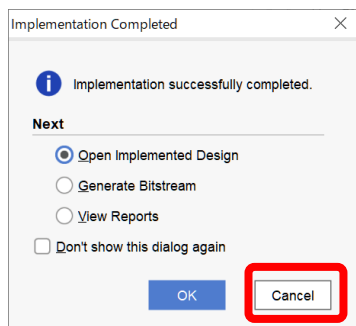 Implementation Completed
Implementation successfully completed.
Next
Open Implemented Design
Generate Bitstream
View Reports
Don't show this dialog again
OK Cancel